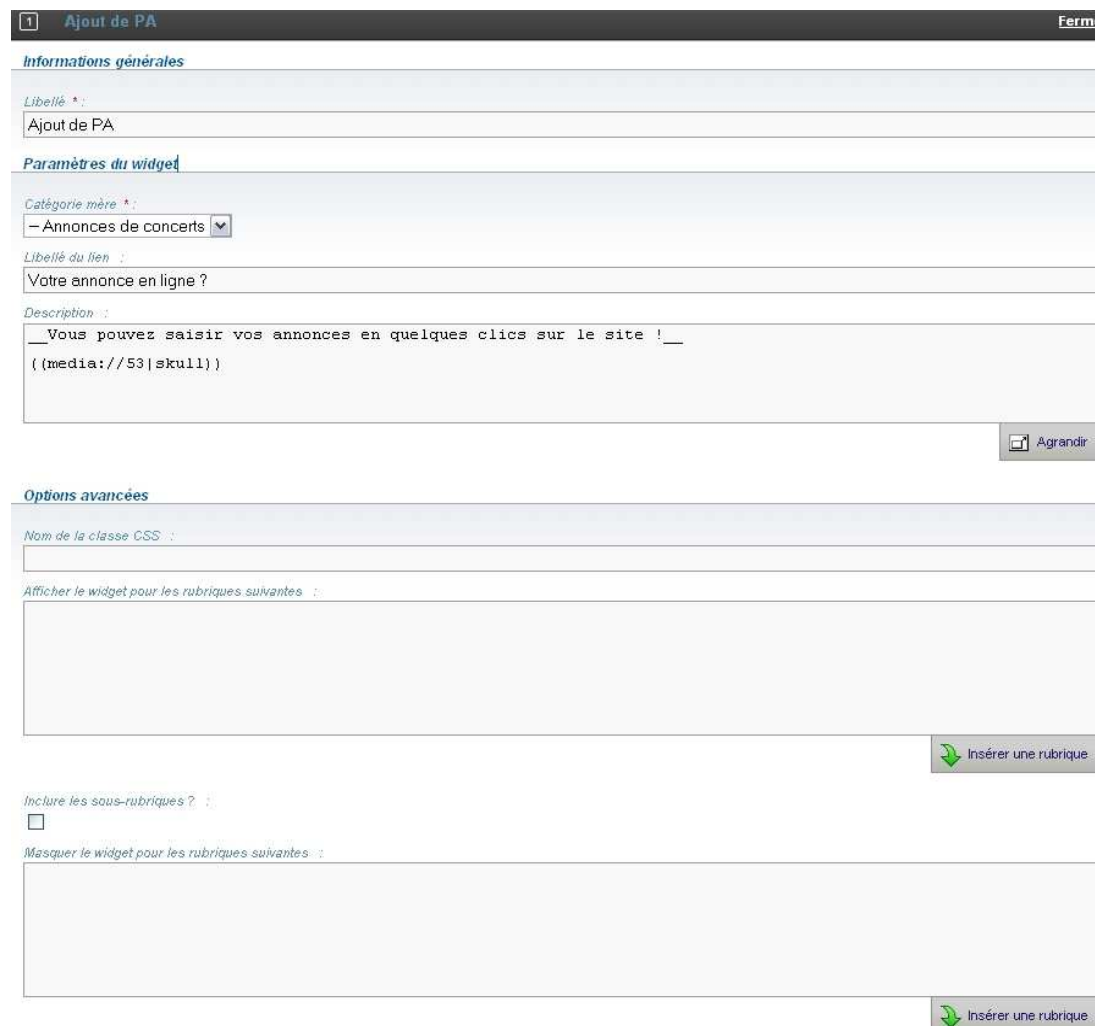 1 Ajout de PA Ferm
Informations générales
Libellé * :
Ajout de PA
Paramètres du widget
Catégorie mère * :
– Annonces de concerts
Libellé du lien :
Votre annonce en ligne ?
Description :
__Vous pouvez saisir vos annonces en quelques clics sur le site !__
((media://53|skull))
Agrandir
Options avancées
Nom de la classe CSS :
Afficher le widget pour les rubriques suivantes :
Insérer une rubrique
Inclure les sous-rubriques ? :
Masquer le widget pour les rubriques suivantes :
Insérer une rubrique